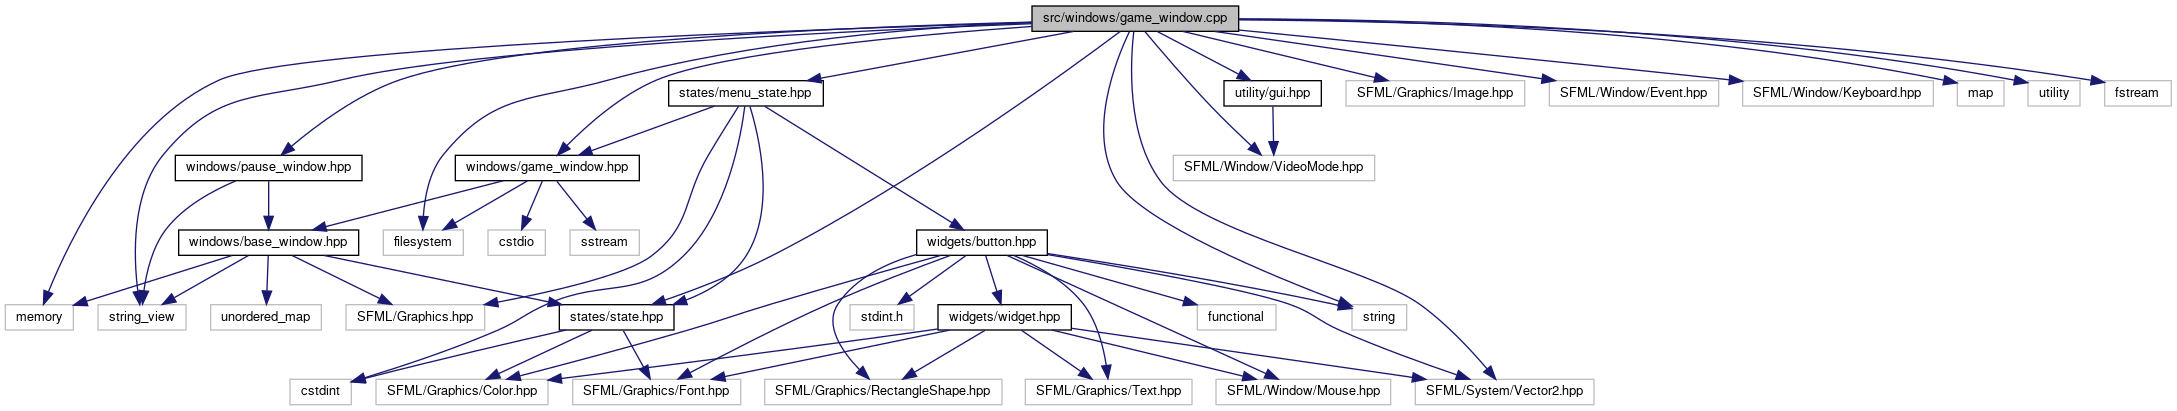 src/windows/game_window.cpp
states/menu_state.hpp
utility/gui.hpp
SFML/Graphics/Image.hpp
SFML/Window/Event.hpp
SFML/Window/Keyboard.hpp
map
utility
fstream
windows/pause_window.hpp
windows/game_window.hpp
SFML/Window/VideoMode.hpp
windows/base_window.hpp
filesystem
cstdio
sstream
widgets/button.hpp
memory
string_view
unordered_map
SFML/Graphics.hpp
states/state.hpp
stdint.h
widgets/widget.hpp
functional
string
cstdint
SFML/Graphics/Color.hpp
SFML/Graphics/Font.hpp
SFML/Graphics/RectangleShape.hpp
SFML/Graphics/Text.hpp
SFML/Window/Mouse.hpp
SFML/System/Vector2.hpp